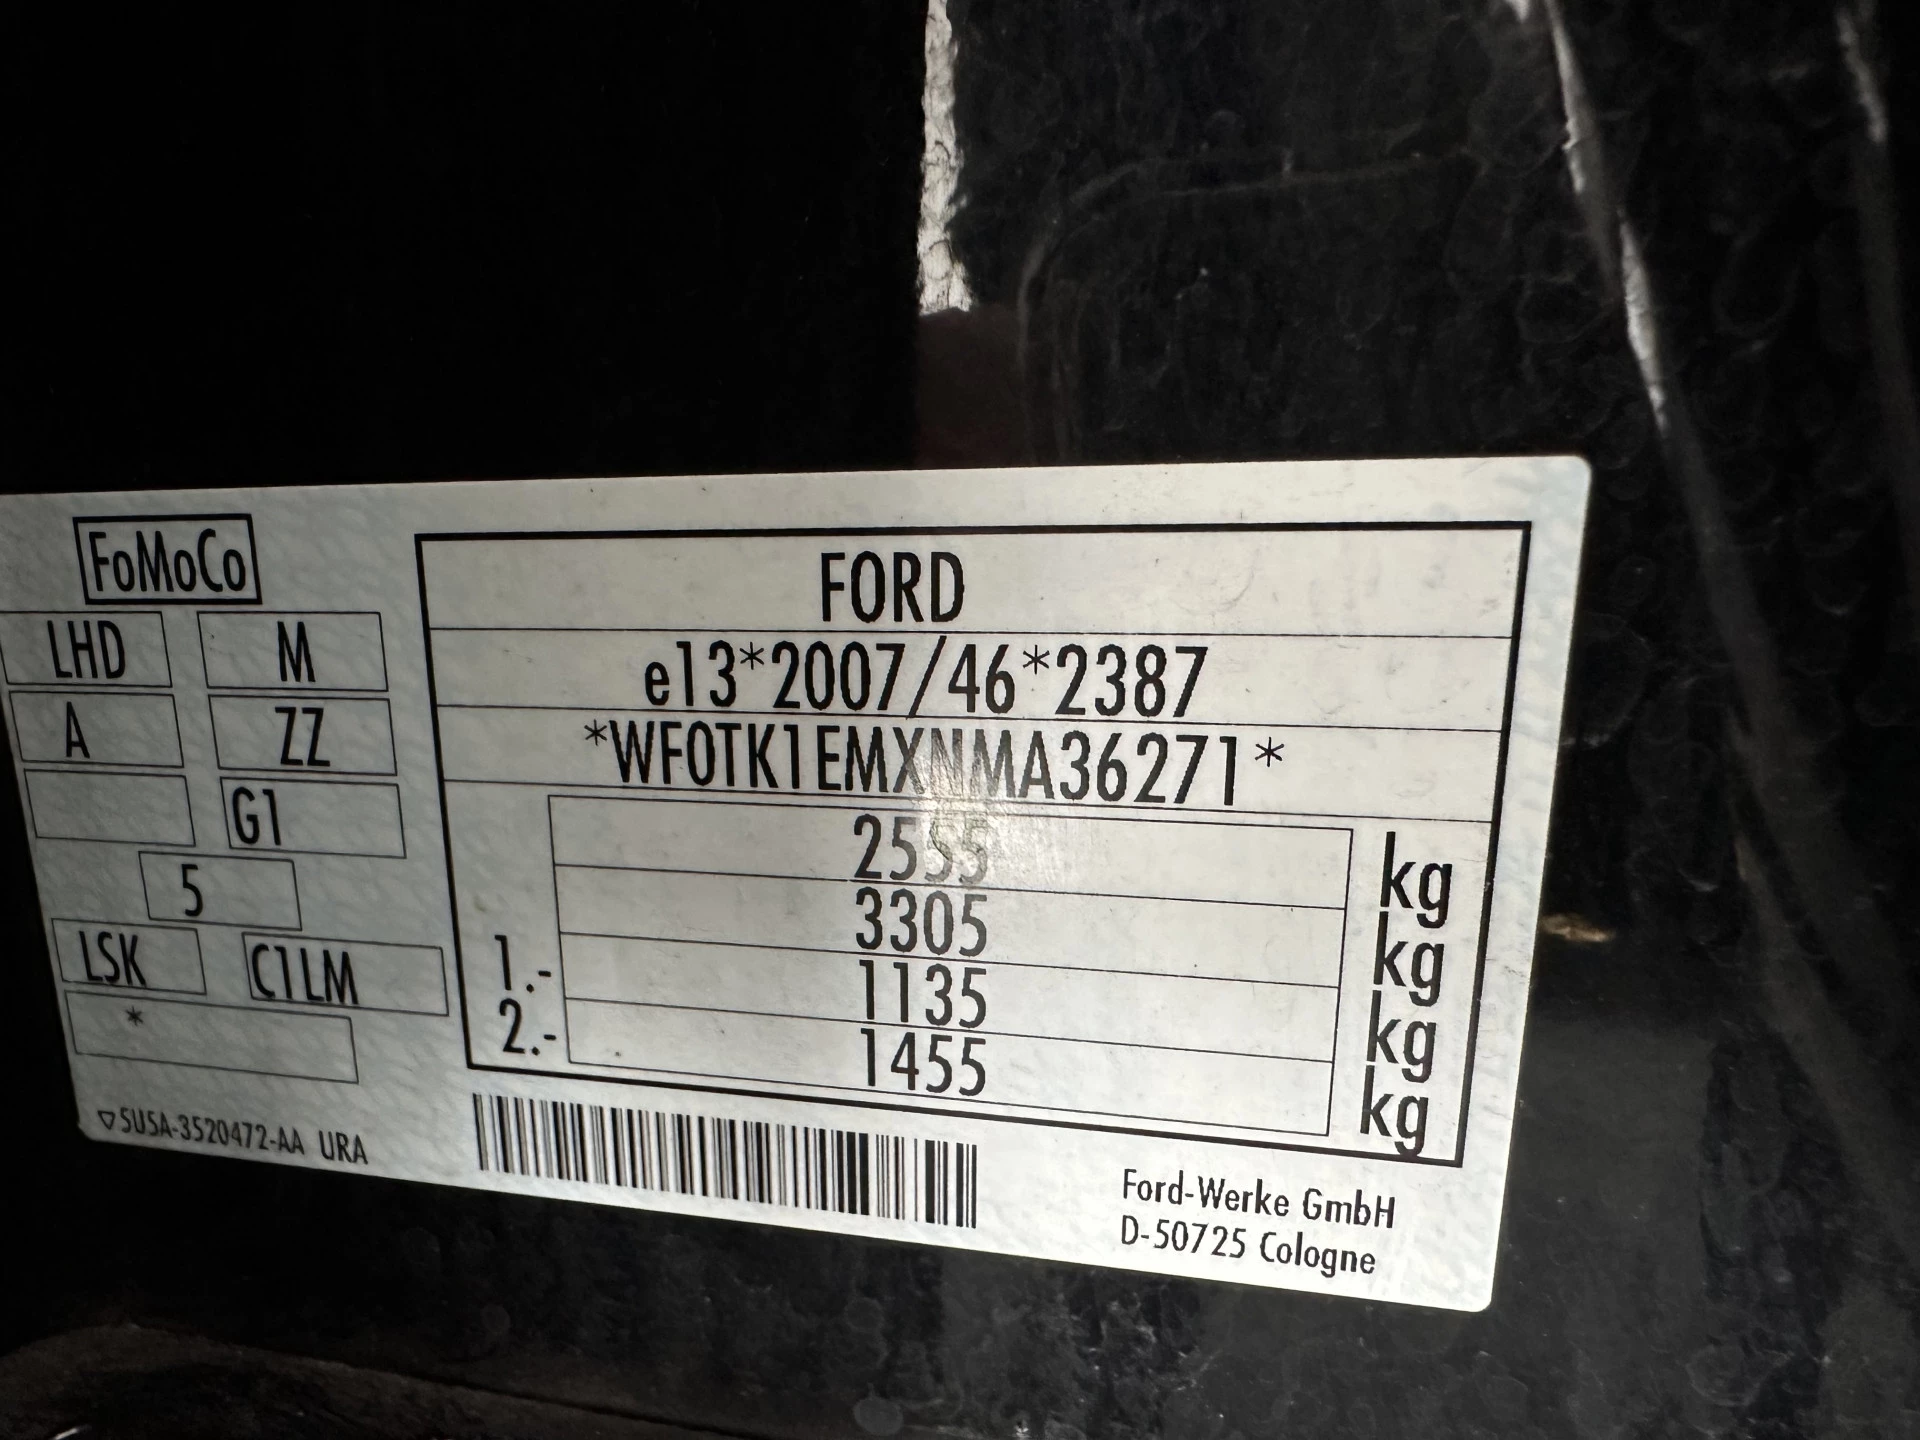 FoMoCo
LHD M
A ZZ
G1
5
LSK C1LM
*
5U5A-3520472-AA URA
FORD
e13*2007/46*2387
*WF0TK1EMXNMA36271*
2555 kg
3305 kg
1.- 1135 kg
2.- 1455 kg
Ford-Werke GmbH
D-50725 Cologne